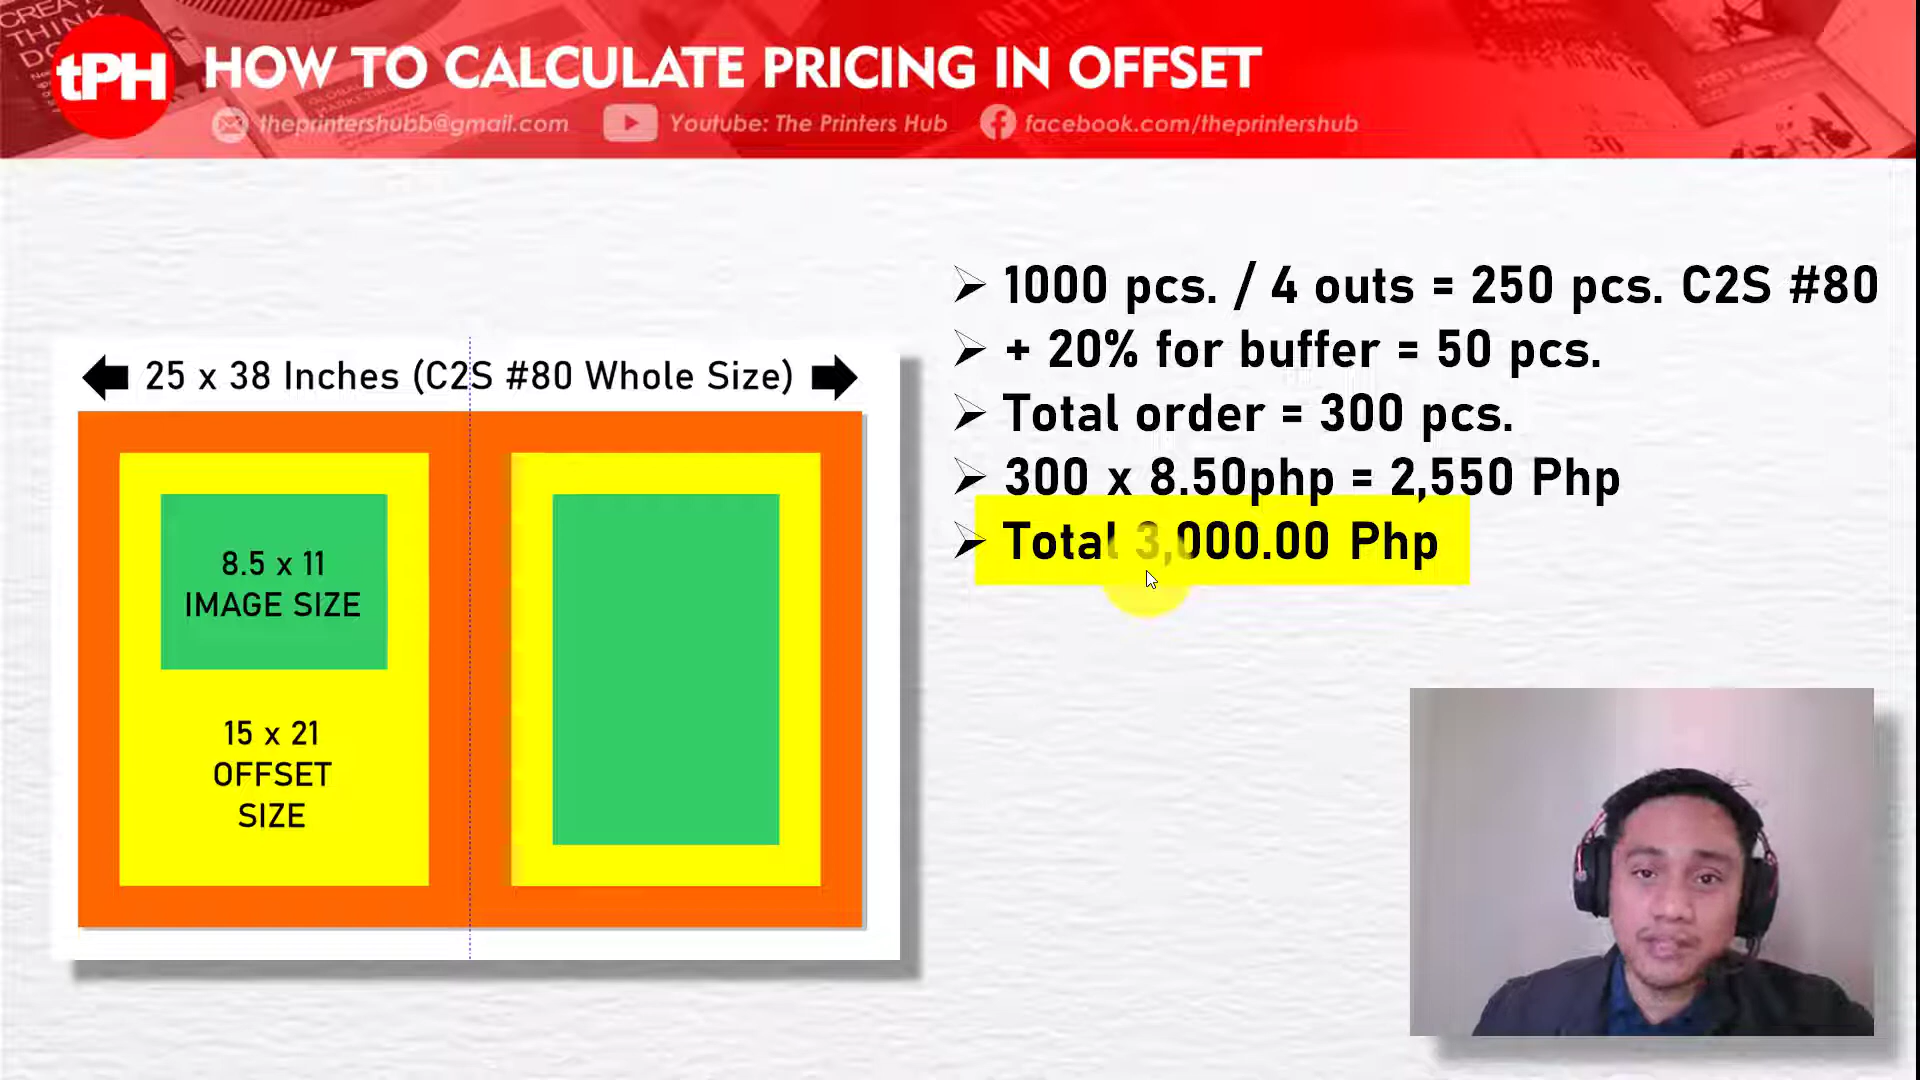 tPH
HOW TO CALCULATE PRICING IN OFFSET
theprintershubb@gmail.com
Youtube: The Printers Hub
facebook.com/theprintershub
25 x 38 Inches (C2S #80 Whole Size)
8.5 x 11
IMAGE SIZE
15 x 21
OFFSET
SIZE
1000 pcs. / 4 outs = 250 pcs. C2S #80
+ 20% for buffer = 50 pcs.
Total order = 300 pcs.
300 x 8.50php = 2,550 Php
Total 3,000.00 Php